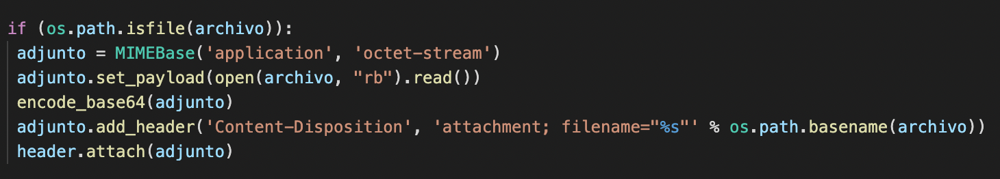 if (os.path.isfile(archivo)):
adjunto = MIMEBase('application', 'octet-stream')
adjunto.set_payload(open(archivo, "rb").read())
encode_base64(adjunto)
adjunto.add_header('Content-Disposition', 'attachment; filename="%s"' % os.path.basename(archivo))
header.attach(adjunto)